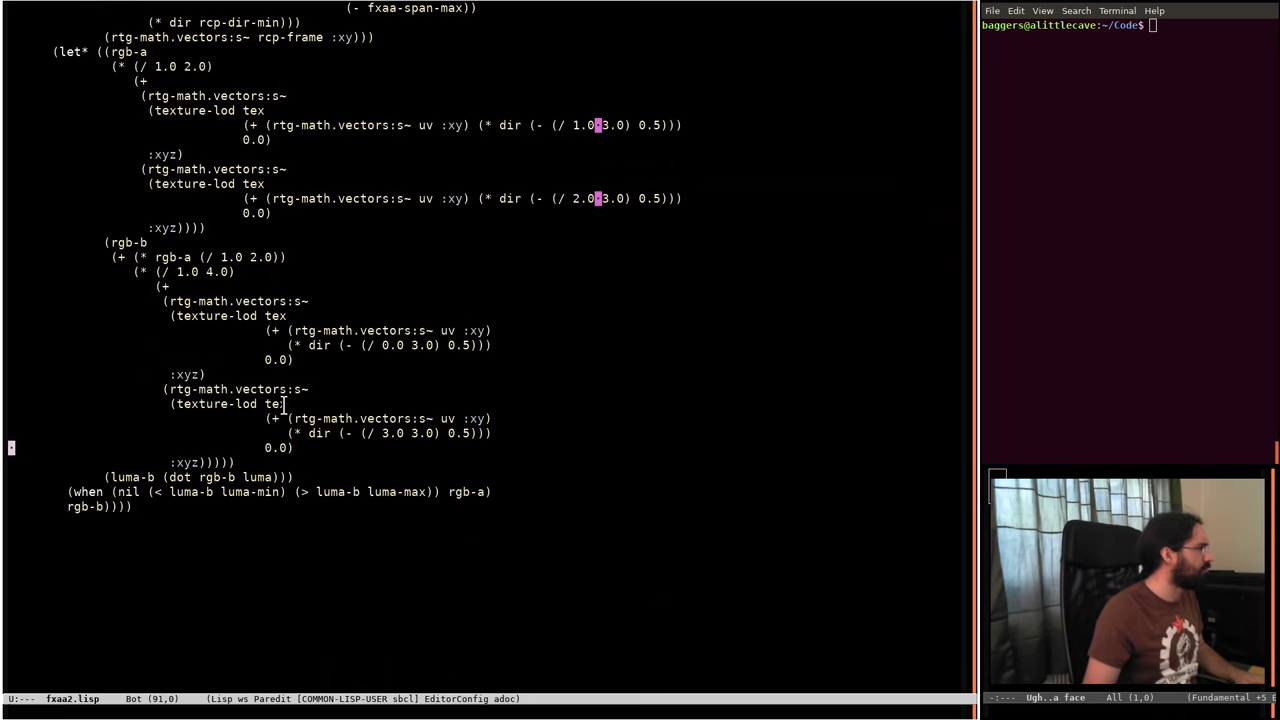 (- fxaa-span-max))
(* dir rcp-dir-min)))
(rtg-math.vectors:s~ rcp-frame :xy)))
(let* ((rgb-a
(* (/ 1.0 2.0)
(+
(rtg-math.vectors:s~
(texture-lod tex
(+ (rtg-math.vectors:s~ uv :xy) (* dir (- (/ 1.0·3.0) 0.5)))
0.0)
:xyz)
(rtg-math.vectors:s~
(texture-lod tex
(+ (rtg-math.vectors:s~ uv :xy) (* dir (- (/ 2.0·3.0) 0.5)))
0.0)
:xyz))))
(rgb-b
(+ (* rgb-a (/ 1.0 2.0))
(* (/ 1.0 4.0)
(+
(rtg-math.vectors:s~
(texture-lod tex
(+ (rtg-math.vectors:s~ uv :xy)
(* dir (- (/ 0.0 3.0) 0.5)))
0.0)
:xyz)
(rtg-math.vectors:s~
(texture-lod tex
(+ (rtg-math.vectors:s~ uv :xy)
(* dir (- (/ 3.0 3.0) 0.5)))
0.0)
:xyz)))))
(luma-b (dot rgb-b luma)))
(when (nil (< luma-b luma-min) (> luma-b luma-max)) rgb-a)
rgb-b))))
U:--- fxaa2.lisp Bot (91,0) (Lisp ws Paredit [COMMON-LISP-USER sbcl] EditorConfig adoc)
File Edit View Search Terminal Help
baggers@alittlecave:~/Code$
-:--- Ugh..a face All (1,0) (Fundamental +5 E